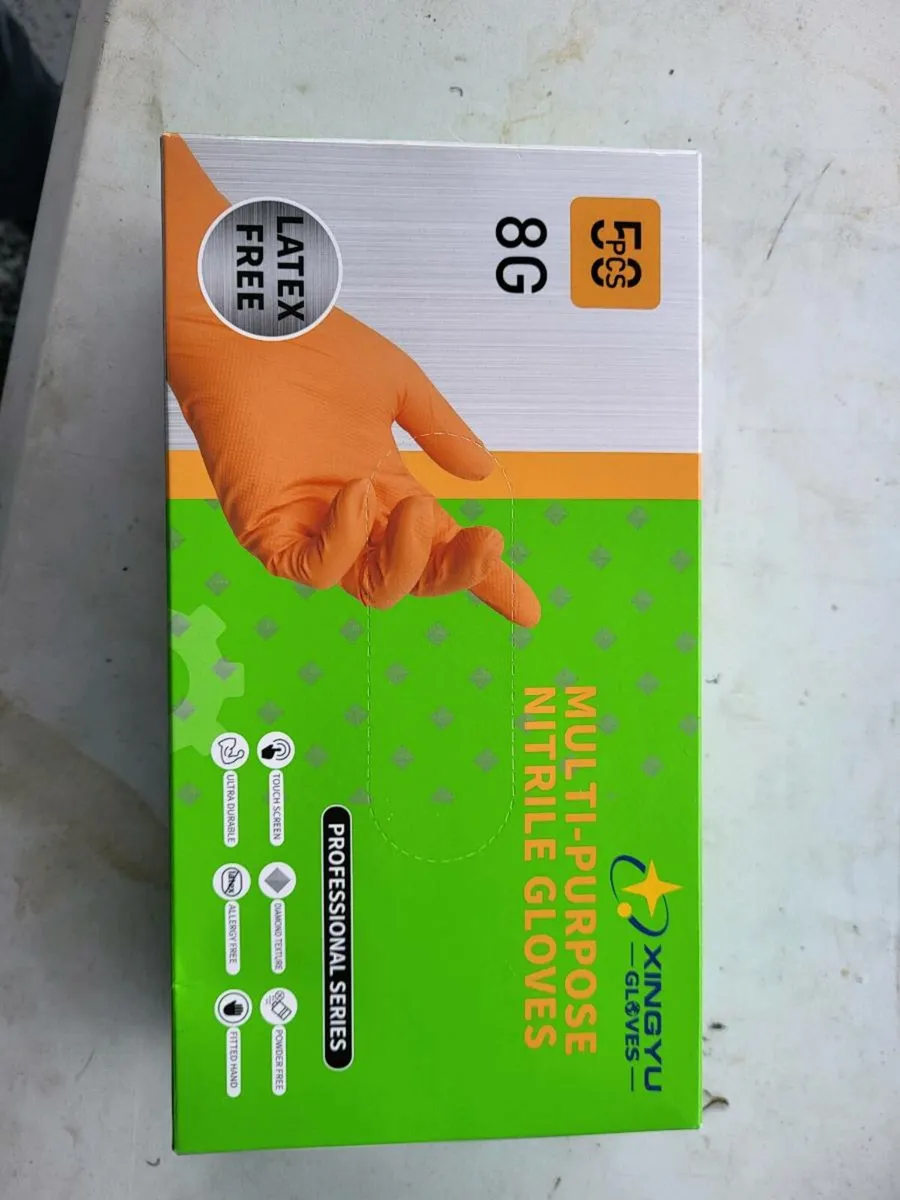 XINGYU
GLOVES
MULTI-PURPOSE
NITRILE GLOVES
50
PCS
8G
LATEX
FREE
PROFESSIONAL SERIES
TOUCH SCREEN
DIAMOND TEXTURE
POWDER FREE
ULTRA DURABLE
latex
ALLERGY FREE
FITTED HAND